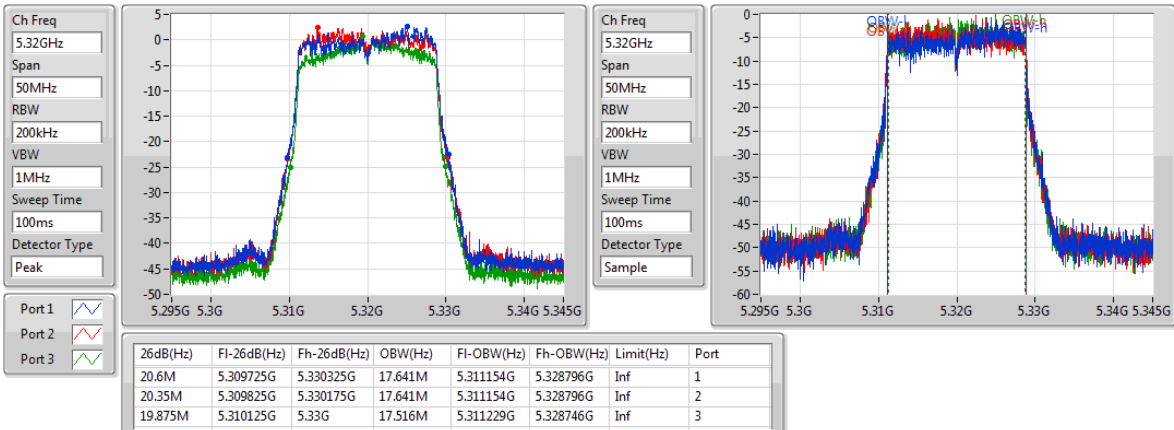 Ch Freq
5.32GHz
Span
50MHz
RBW
200kHz
VBW
1MHz
Sweep Time
100ms
Detector Type
Peak
5
0
-5
-10
-15
-20
-25
-30
-35
-40
-45
-50
5.295G 5.3G 5.31G 5.32G 5.33G 5.34G 5.345G
Ch Freq
5.32GHz
Span
50MHz
RBW
200kHz
VBW
1MHz
Sweep Time
100ms
Detector Type
Sample
0
-5
-10
-15
-20
-25
-30
-35
-40
-45
-50
-55
-60
OBW-l OBW-h
5.295G 5.3G 5.31G 5.32G 5.33G 5.34G 5.345G
Port 1
Port 2
Port 3
26dB(Hz) Fl-26dB(Hz) Fh-26dB(Hz) OBW(Hz) Fl-OBW(Hz) Fh-OBW(Hz) Limit(Hz) Port
20.6M 5.309725G 5.330325G 17.641M 5.311154G 5.328796G Inf 1
20.35M 5.309825G 5.330175G 17.641M 5.311154G 5.328796G Inf 2
19.875M 5.310125G 5.33G 17.516M 5.311229G 5.328746G Inf 3